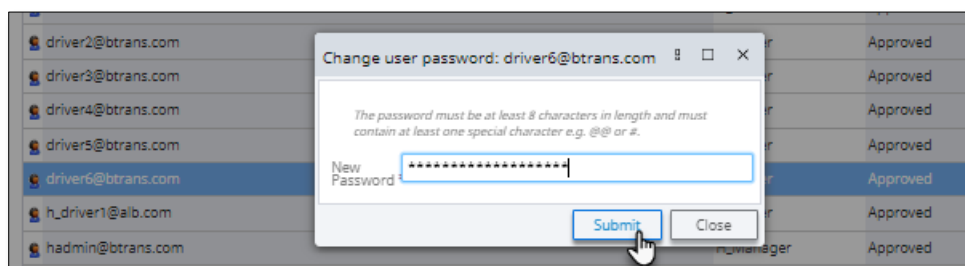 driver2@btrans.com Approved
Change user password: driver6@btrans.com
driver3@btrans.com Approved
driver4@btrans.com Approved
The password must be at least 8 characters in length and must
contain at least one special character e.g. @@ or #.
driver5@btrans.com Approved
New
Password * *******************
driver6@btrans.com Approved
h_driver1@alb.com Approved
Submit Close
hadmin@btrans.com H_Manager Approved